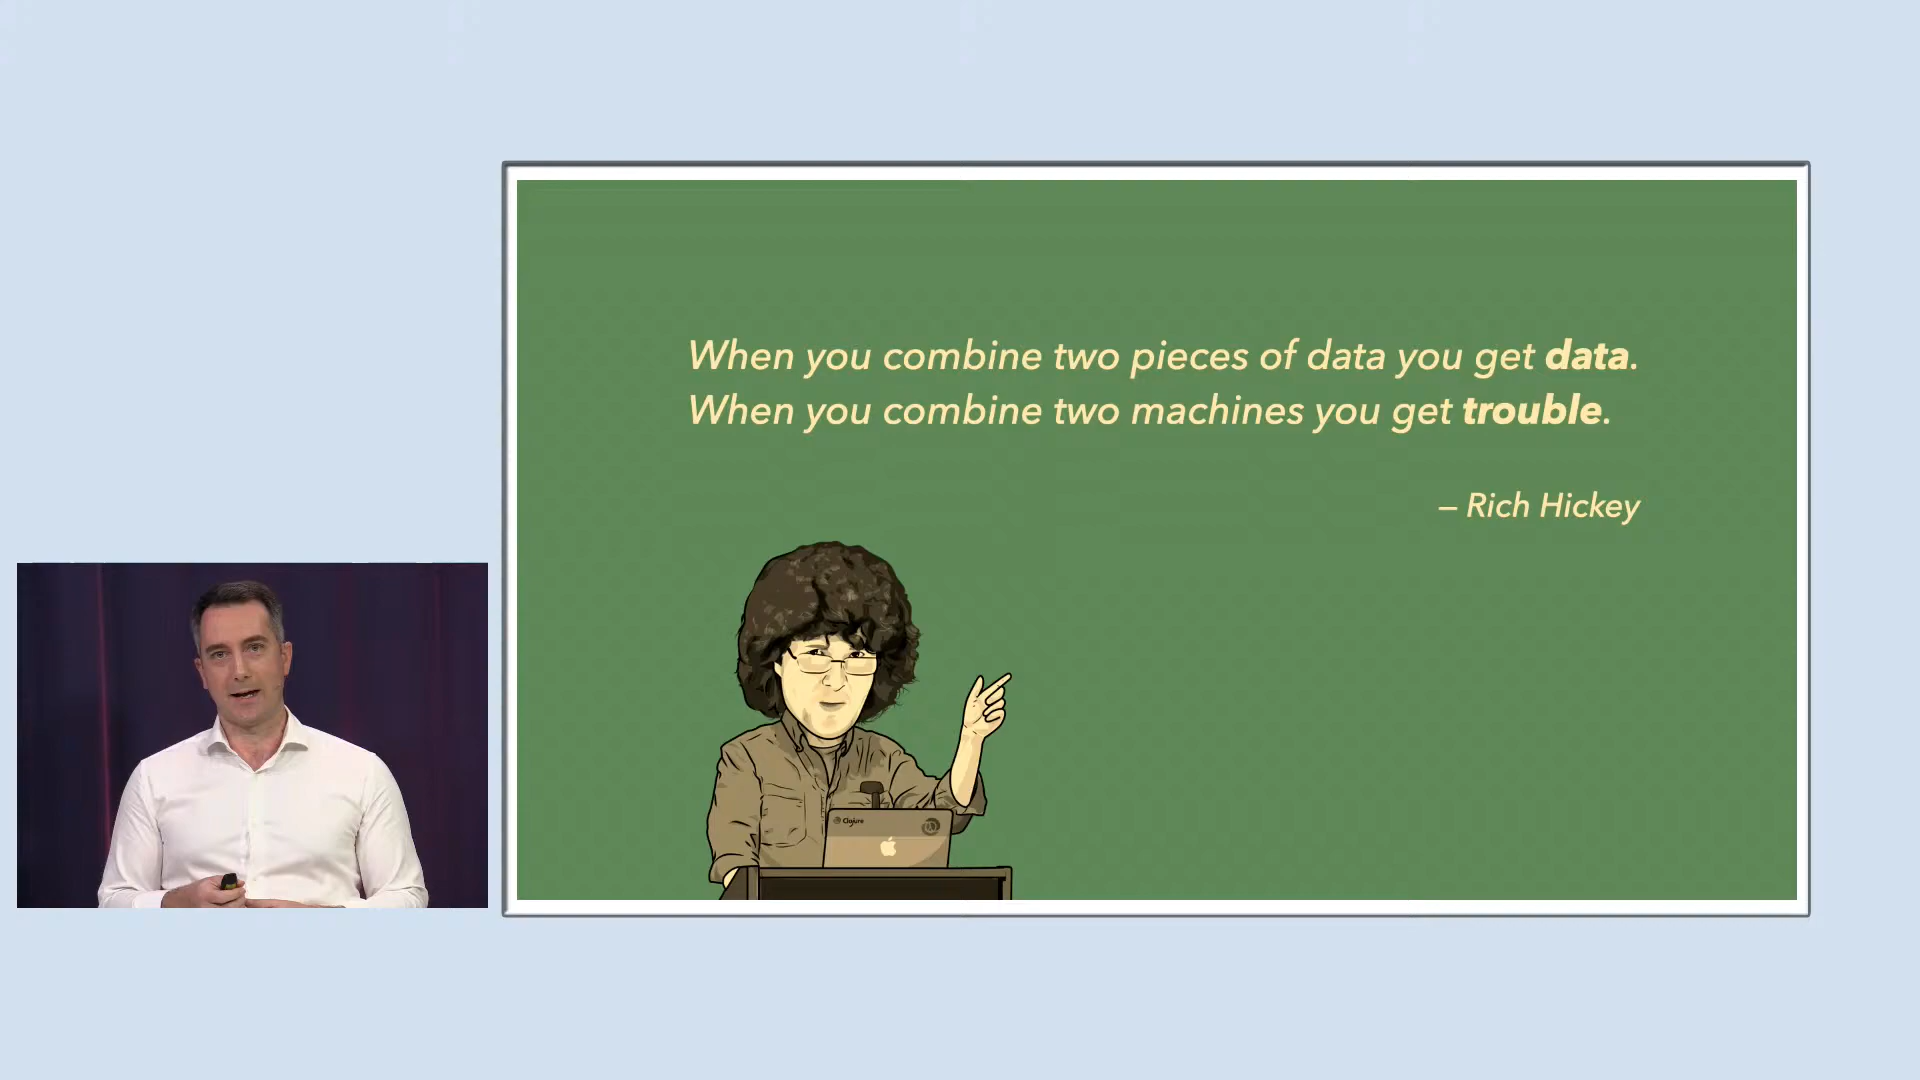 When you combine two pieces of data you get data.
When you combine two machines you get trouble.
– Rich Hickey
Clojure